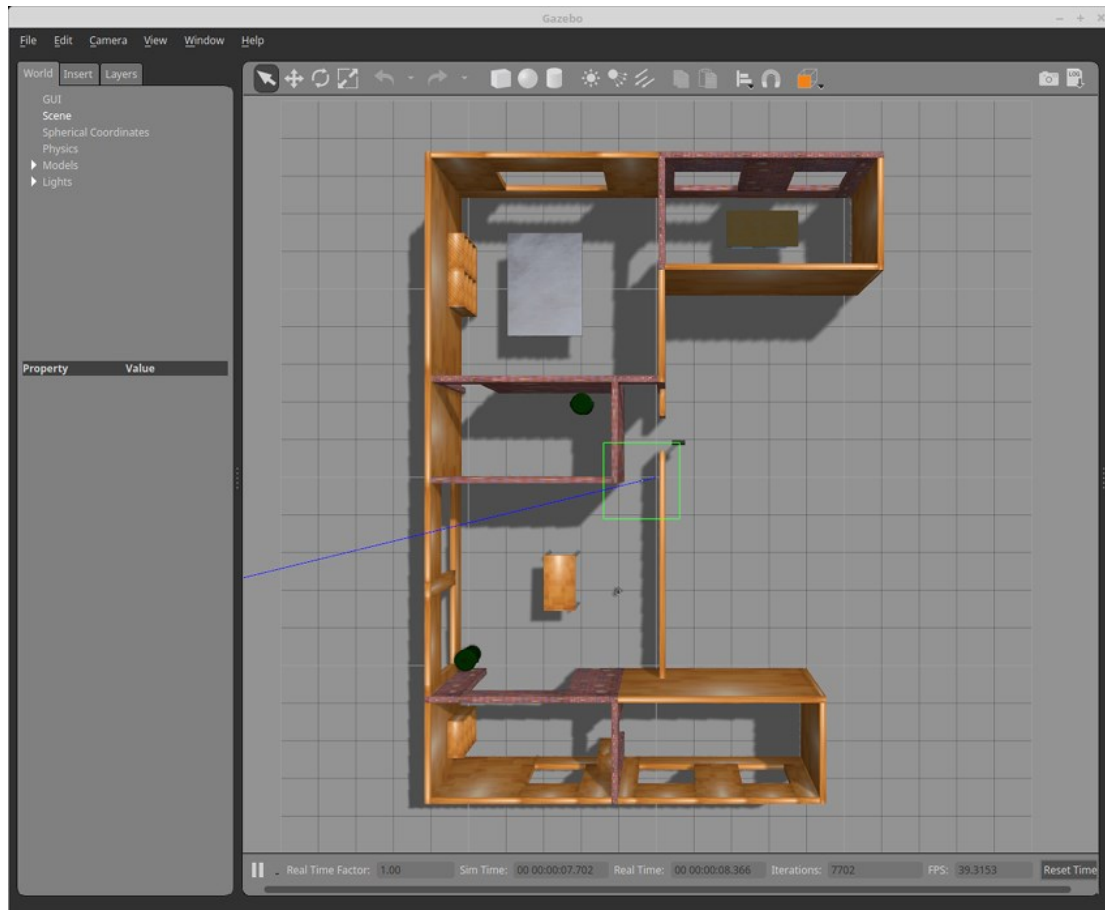 Gazebo
File Edit Camera View Window Help
World Insert Layers
GUI
Scene
Spherical Coordinates
Physics
Models
Lights
Property Value
Real Time Factor: 1.00 Sim Time: 00 00:00:07.702 Real Time: 00 00:00:08.366 Iterations: 7702 FPS: 39.3153 Reset Time